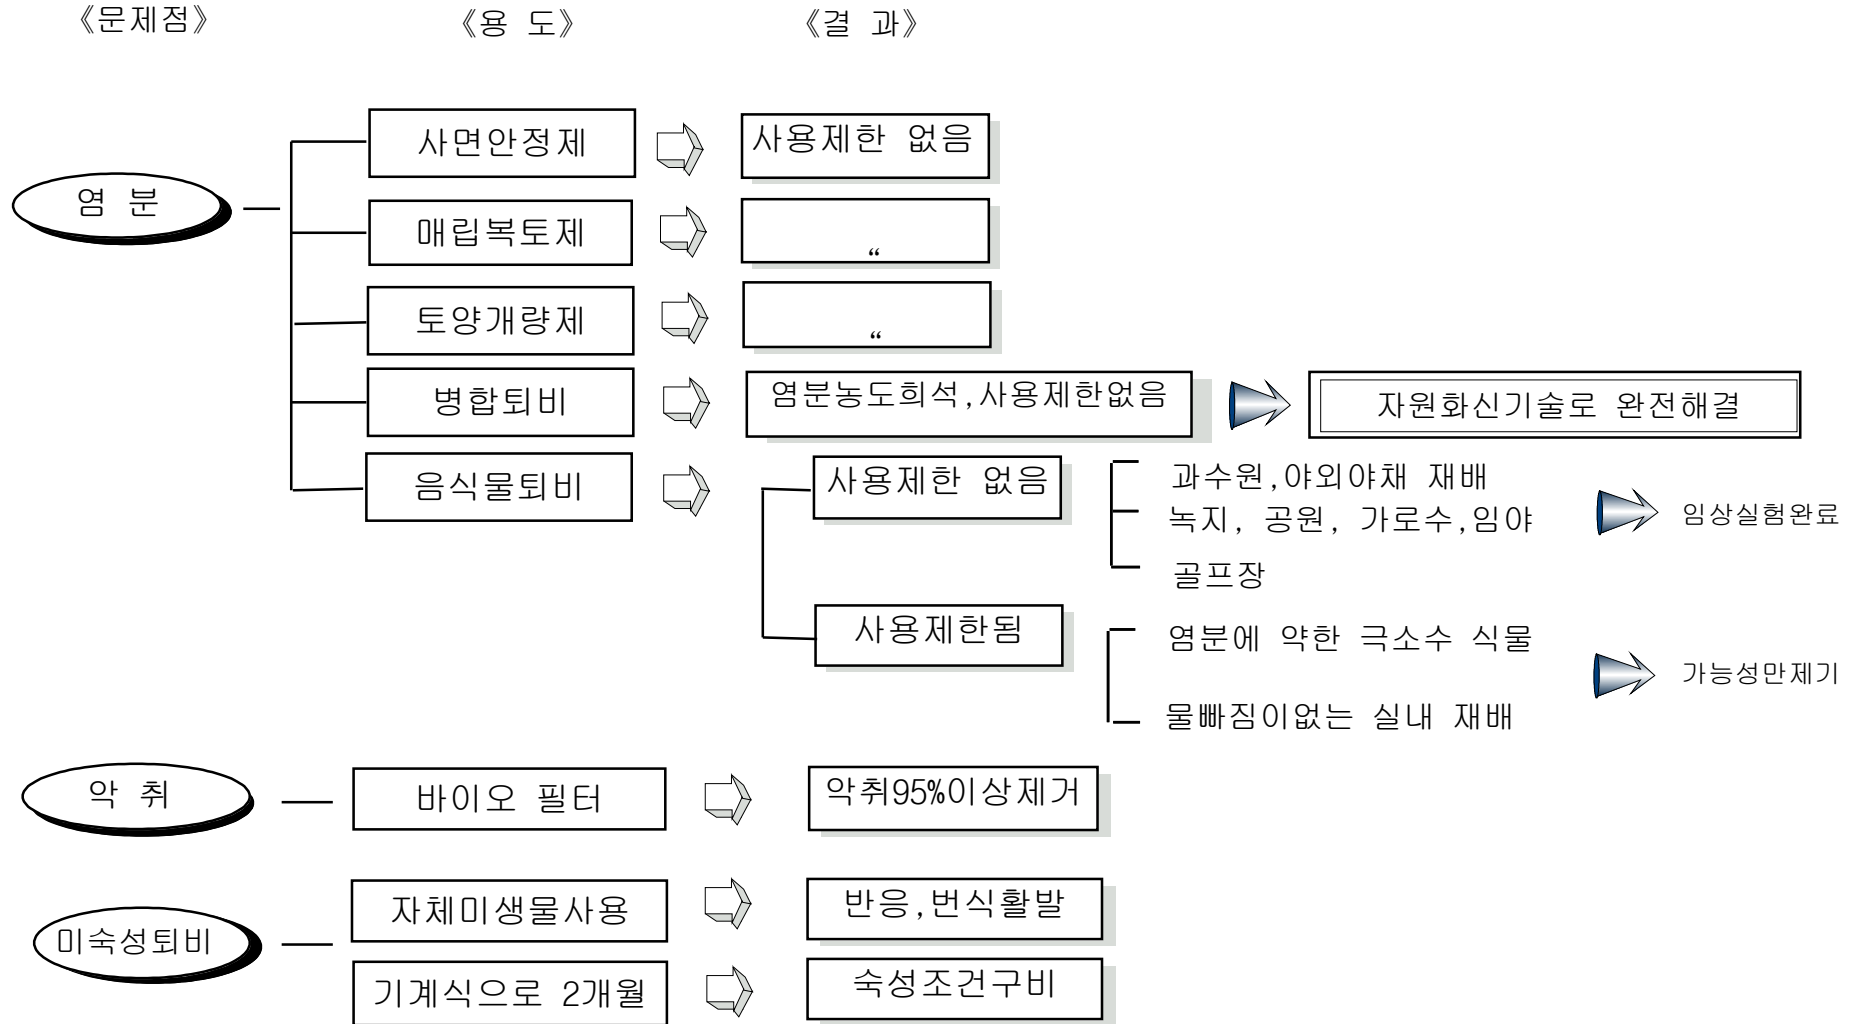 《문제점》 《용 도》 《결 과》
염 분
사면안정제 사용제한 없음
매립복토제 “
토양개량제 “
병합퇴비 염분농도희석,사용제한없음 자원화신기술로 완전해결
음식물퇴비
사용제한 없음
과수원,야외야채 재배
녹지, 공원, 가로수,임야
골프장
임상실험완료
사용제한됨
염분에 약한 극소수 식물
물빠짐이없는 실내 재배
가능성만제기
악 취 바이오 필터 악취95%이상제거
미숙성퇴비
자체미생물사용 반응,번식활발
기계식으로 2개월 숙성조건구비